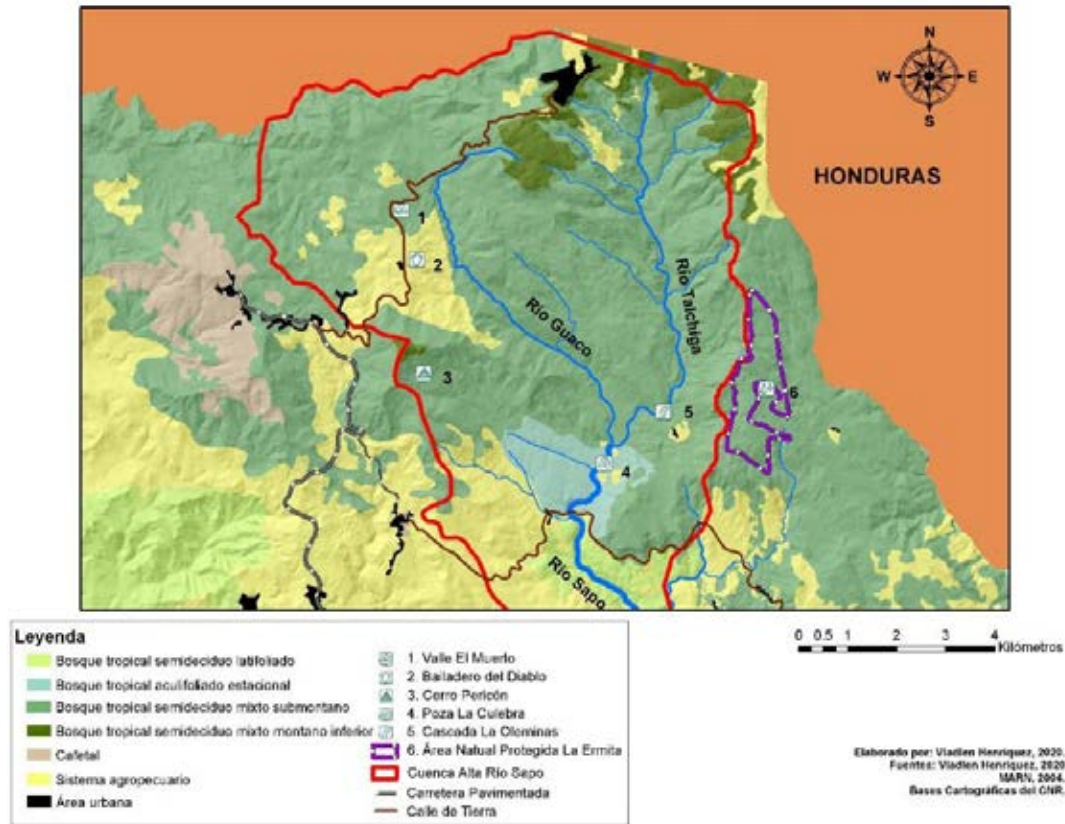 N
W E
S
HONDURAS
1
2
Río Guaco
Río Talchiga
3
6
5
4
Río Sapo
Leyenda
Bosque tropical semideciduo latifoliado
Bosque tropical aculifoliado estacional
Bosque tropical semideciduo mixto submontano
Bosque tropical semideciduo mixto montano inferior
Cafetal
Sistema agropecuario
Área urbana
1. Valle El Muerto
2. Bailadero del Diablo
3. Cerro Pericón
4. Poza La Culebra
5. Cascada La Olominas
6. Área Natual Protegida La Ermita
Cuenca Alta Río Sapo
Carretera Pavimentada
Calle de Tierra
0 0.5 1 2 3 4
Kilómetros
Elaborado por: Vladlen Henríquez, 2020.
Fuentes: Vladlen Henríquez, 2020
MARN, 2004.
Bases Cartográficas del CNR.